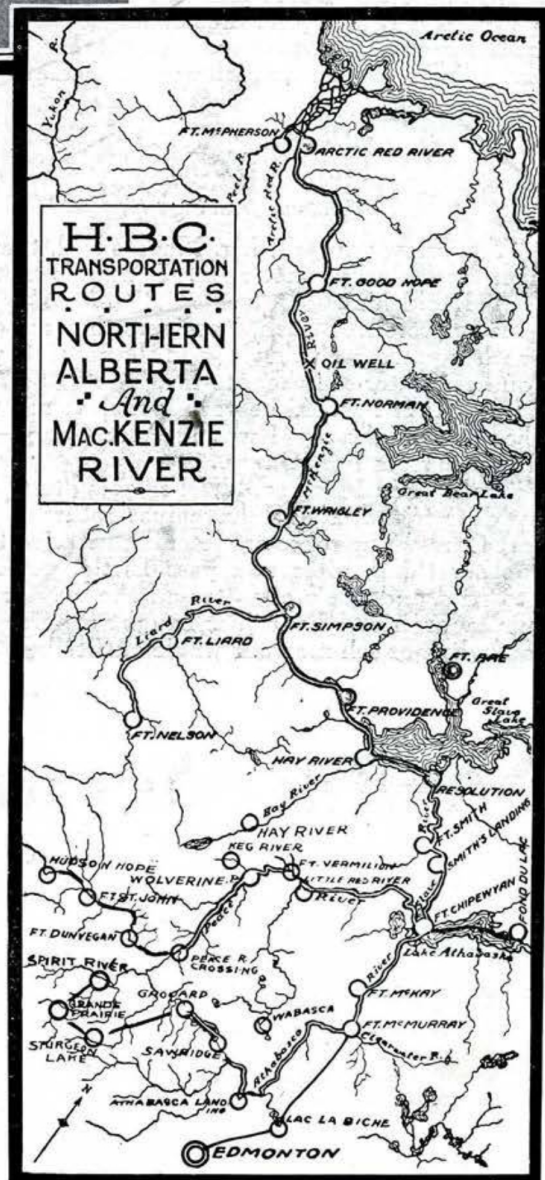 Arctic Ocean
Yukon R.
FT. McPHERSON
ARCTIC RED RIVER
Peel R.
Arctic Red R.
H·B·C·
TRANSPORTATION
ROUTES
NORTHERN
ALBERTA
And
MacKENZIE
RIVER
FT. GOOD HOPE
River
OIL WELL
FT. NORMAN
McKenzie
Great Bear Lake
FT. WRIGLEY
Liard River
FT. SIMPSON
FT. LIARD
FT. RAE
FT. PROVIDENCE
Great
Slave
Lake
FT. NELSON
HAY RIVER
RESOLUTION
Hay River
River
FT. SMITH
SMITH'S LANDING
HAY RIVER
KEG RIVER
HUDSON HOPE
WOLVERINE P.
FT. VERMILION
LITTLE RED RIVER
River
Slave
FT. CHIPEWYAN
FOND DU LAC
FT. ST. JOHN
FT. DUNVEGAN
Peace
Lake Athabaska
PEACE R.
CROSSING
SPIRIT RIVER
GROUARD
River
FT. McKAY
GRANDE
PRAIRIE
WABASCA
FT. McMURRAY
STURGEON
LAKE
SAWRIDGE
Clearwater R.
Athabasca
ATHABASCA LAND
ING
N
LAC LA BICHE
EDMONTON